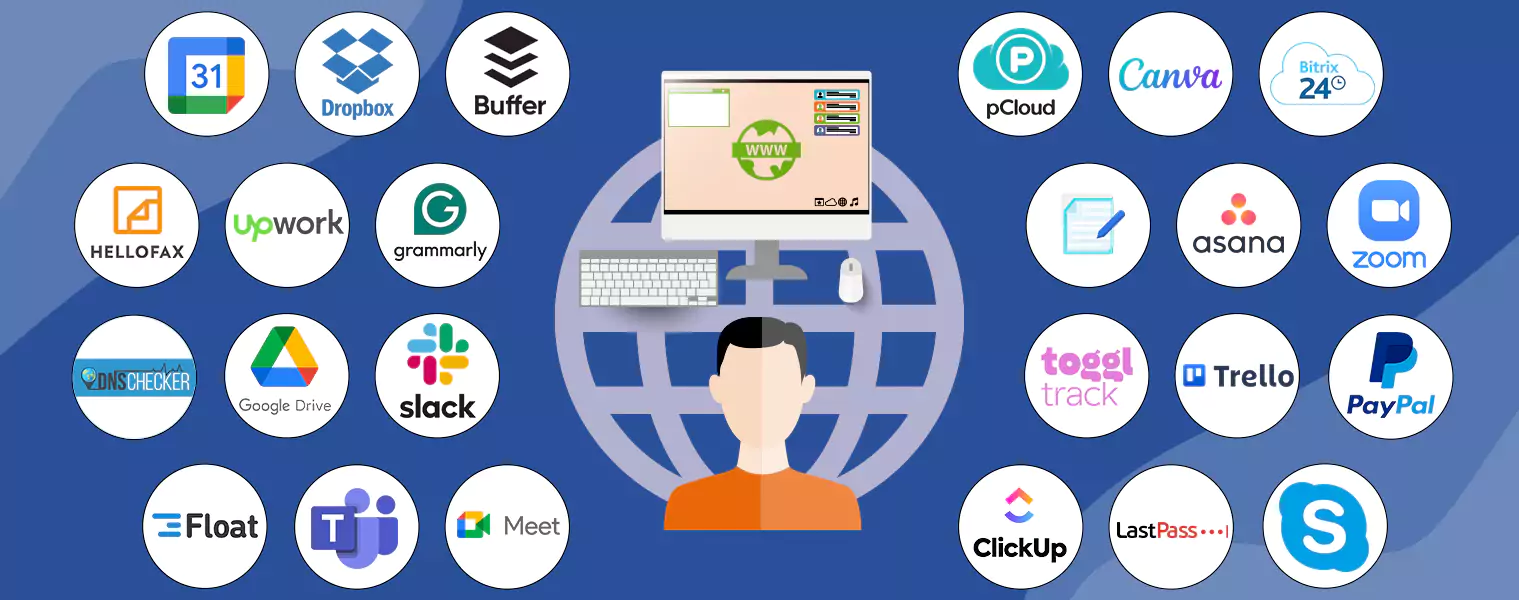 31
Dropbox
Buffer
HELLOFAX
upwork
grammarly
DNSCHECKER
Google Drive
slack
Float
T
Meet
WWW
P
pCloud
Canva
Bitrix
24
asana
zoom
toggl
track
Trello
PayPal
ClickUp
LastPass
S